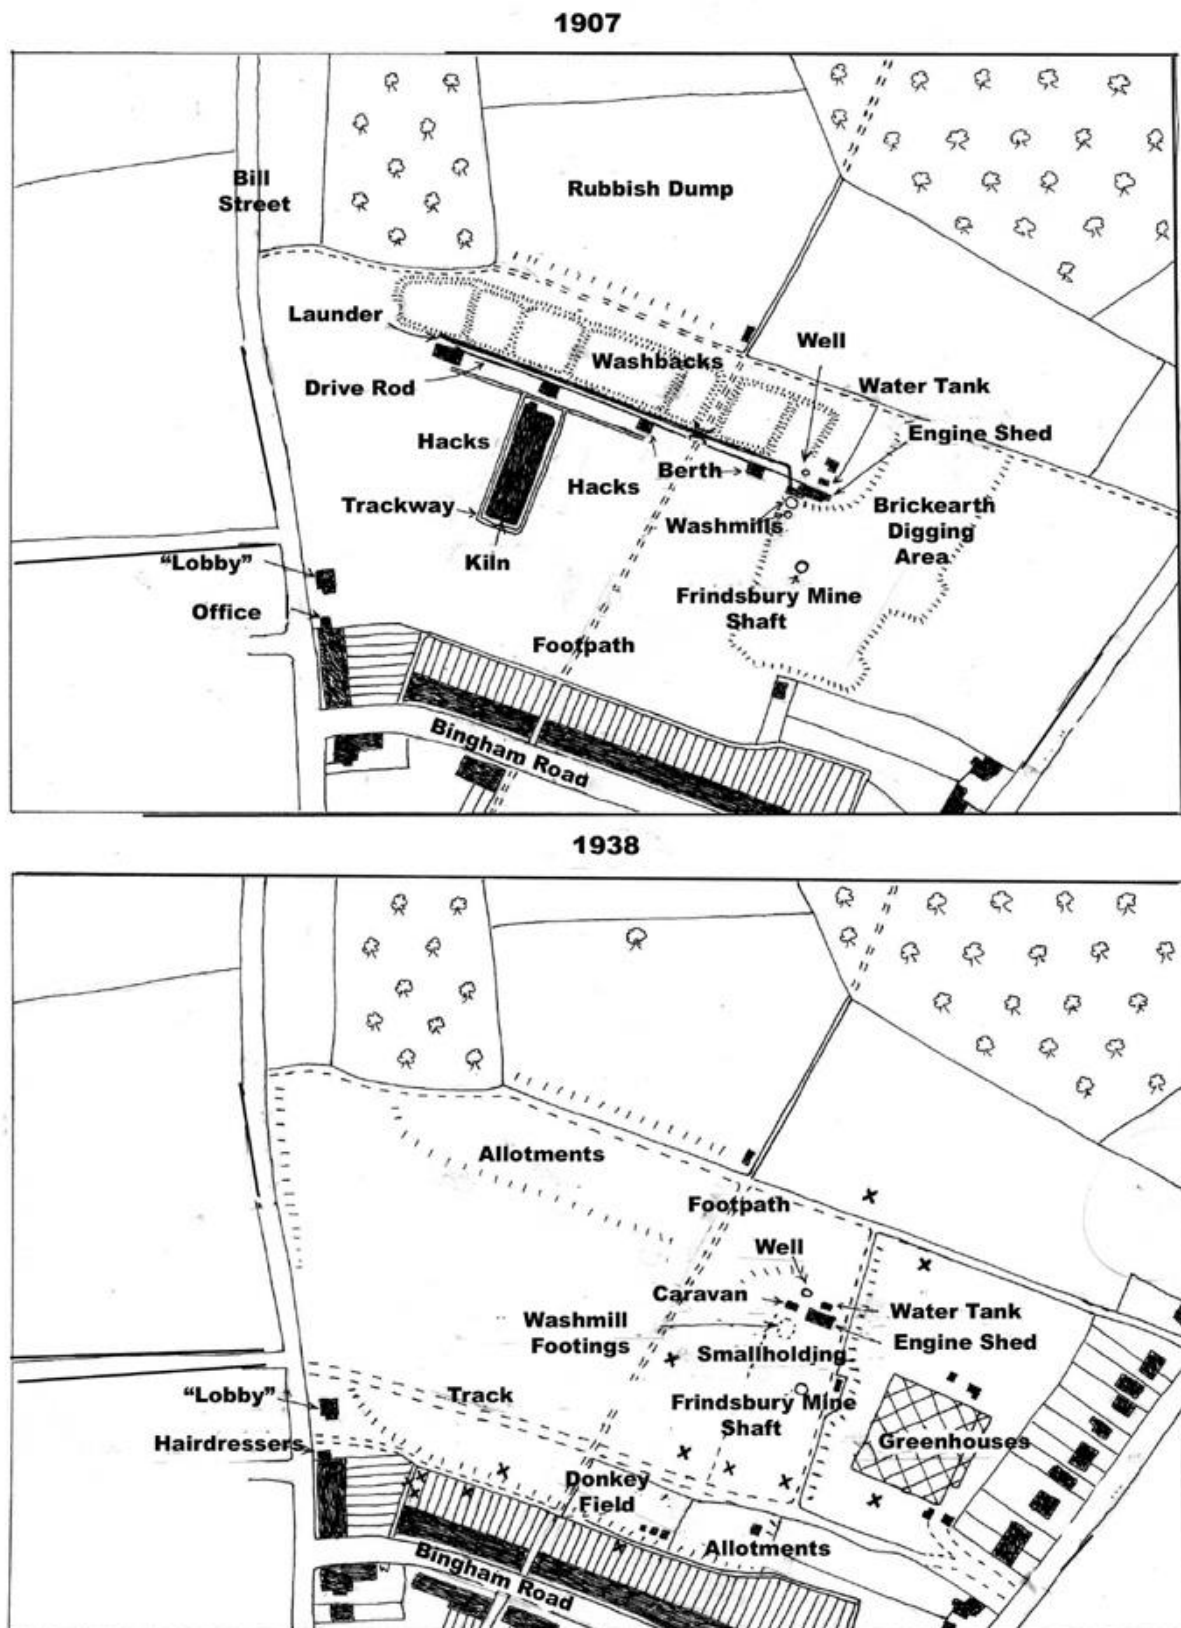 1907
Bill
Street
Rubbish Dump
Launder
Well
Washbacks
Drive Rod
Water Tank
Hacks
Engine Shed
Berth
Hacks
Trackway
Brickearth
Digging
Area
Washmills
Kiln
"Lobby"
Frindsbury Mine
Shaft
Office
Footpath
Bingham Road
1938
Allotments
Footpath
Well
Caravan
Water Tank
Washmill
Footings
Engine Shed
Smallholding
"Lobby"
Track
Frindsbury Mine
Shaft
Hairdressers
Greenhouses
Donkey
Field
Allotments
Bingham Road